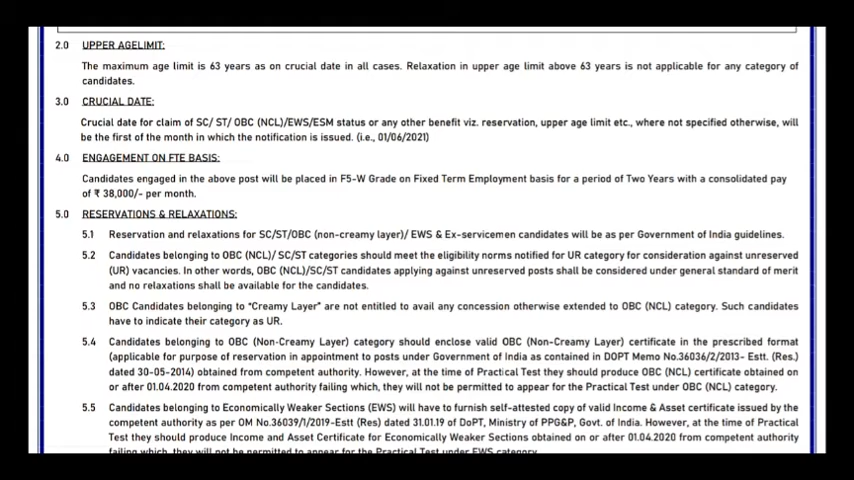 2.0 UPPER AGELIMIT:
The maximum age limit is 63 years as on crucial date in all cases. Relaxation in upper age limit above 63 years is not applicable for any category of
candidates.
3.0 CRUCIAL DATE:
Crucial date for claim of SC/ ST/ OBC (NCL)/EWS/ESM status or any other benefit viz. reservation, upper age limit etc., where not specified otherwise, will
be the first of the month in which the notification is issued. (i.e., 01/06/2021)
4.0 ENGAGEMENT ON FTE BASIS:
Candidates engaged in the above post will be placed in F5-W Grade on Fixed Term Employment basis for a period of Two Years with a consolidated pay
of ₹ 38,000/- per month.
5.0 RESERVATIONS & RELAXATIONS:
5.1 Reservation and relaxations for SC/ST/OBC (non-creamy layer)/ EWS & Ex-servicemen candidates will be as per Government of India guidelines.
5.2 Candidates belonging to OBC (NCL)/ SC/ST categories should meet the eligibility norms notified for UR category for consideration against unreserved
(UR) vacancies. In other words, OBC (NCL)/SC/ST candidates applying against unreserved posts shall be considered under general standard of merit
and no relaxations shall be available for the candidates.
5.3 OBC Candidates belonging to "Creamy Layer" are not entitled to avail any concession otherwise extended to OBC (NCL) category. Such candidates
have to indicate their category as UR.
5.4 Candidates belonging to OBC (Non-Creamy Layer) category should enclose valid OBC (Non-Creamy Layer) certificate in the prescribed format
(applicable for purpose of reservation in appointment to posts under Government of India as contained in DOPT Memo No.36036/2/2013- Estt. (Res.)
dated 30-05-2014) obtained from competent authority. However, at the time of Practical Test they should produce OBC (NCL) certificate obtained on
or after 01.04.2020 from competent authority failing which, they will not be permitted to appear for the Practical Test under OBC (NCL) category.
5.5 Candidates belonging to Economically Weaker Sections (EWS) will have to furnish self-attested copy of valid Income & Asset certificate issued by the
competent authority as per OM No.36039/1/2019-Estt (Res) dated 31.01.19 of DoPT, Ministry of PPG&P, Govt. of India. However, at the time of Practical
Test they should produce Income and Asset Certificate for Economically Weaker Sections obtained on or after 01.04.2020 from competent authority
failing which, they will not be permitted to appear for the Practical Test under EWS category.